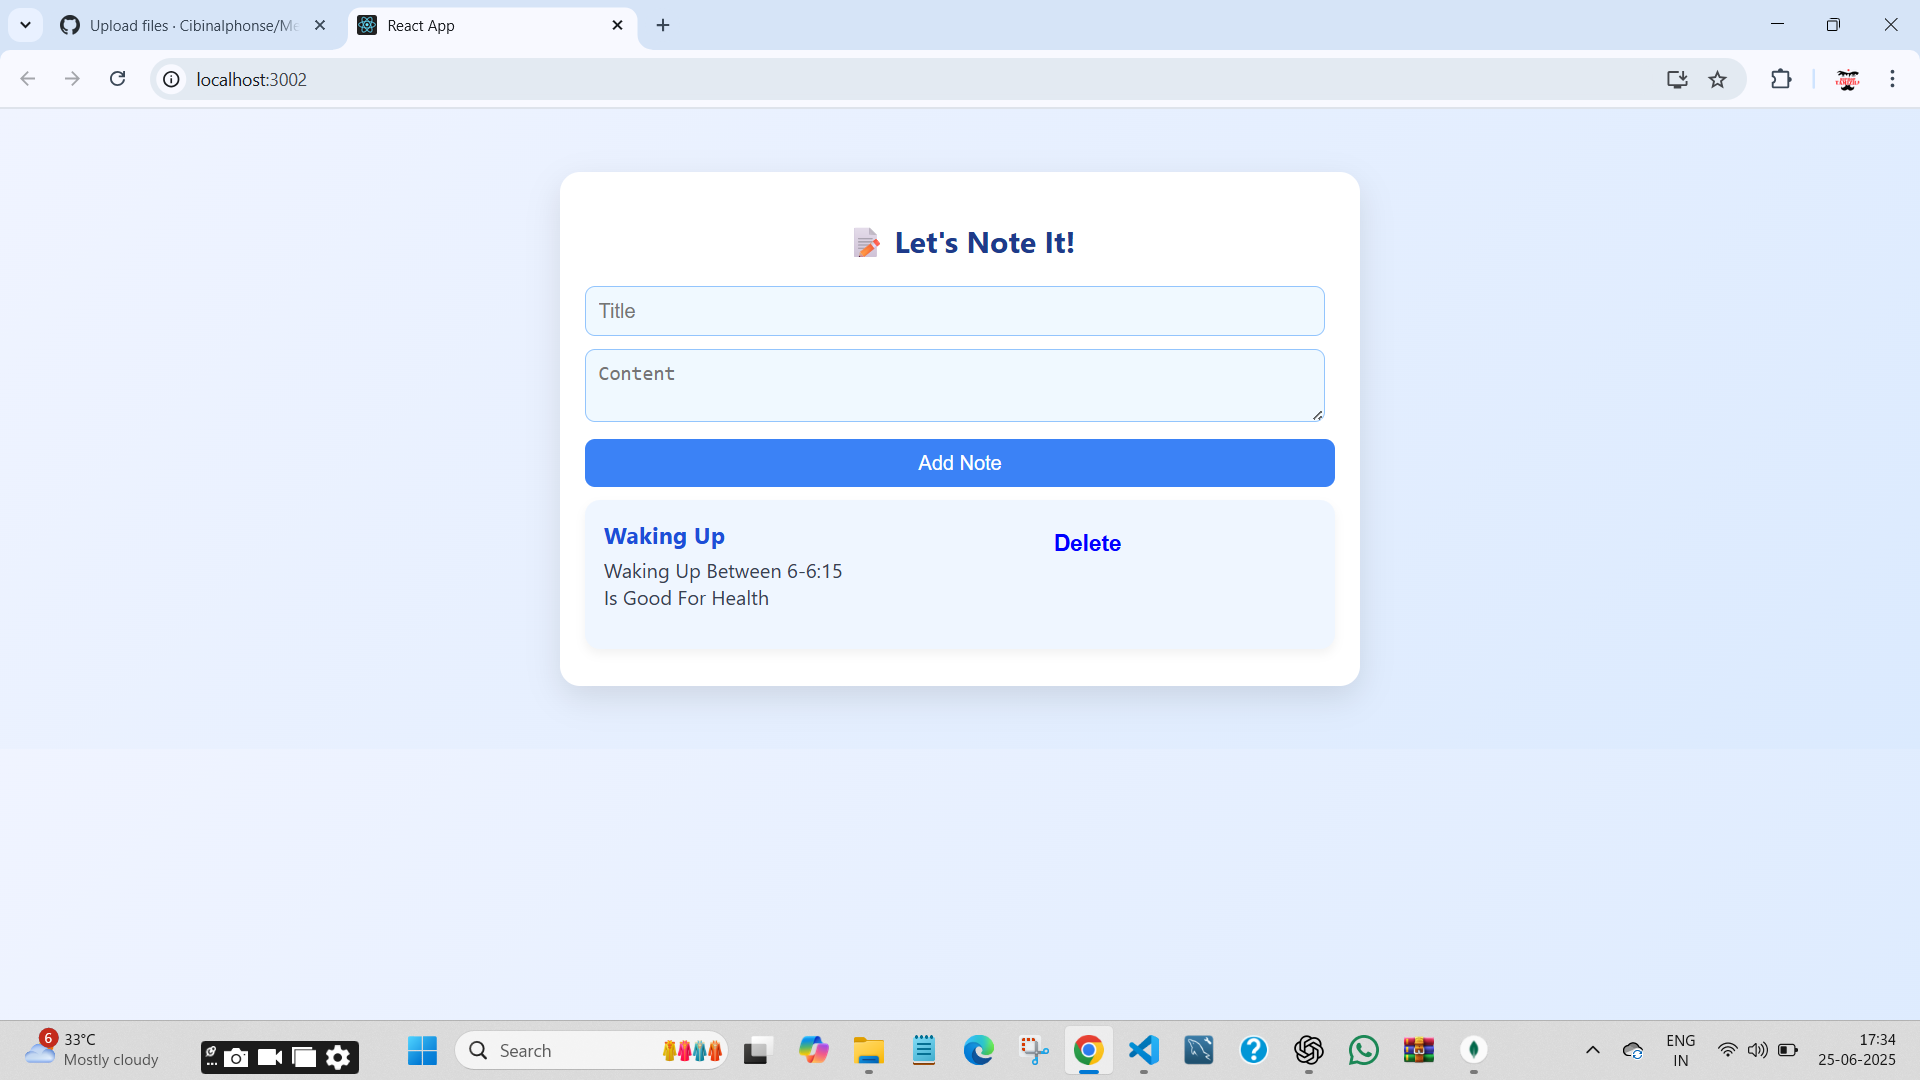 Upload files · Cibinalphonse/Me
React App
localhost:3002
Let's Note It!
Title
Content
Add Note
Waking Up
Delete
Waking Up Between 6-6:15
Is Good For Health
6
33°C
Mostly cloudy
Search
ENG
IN
17:34
25-06-2025